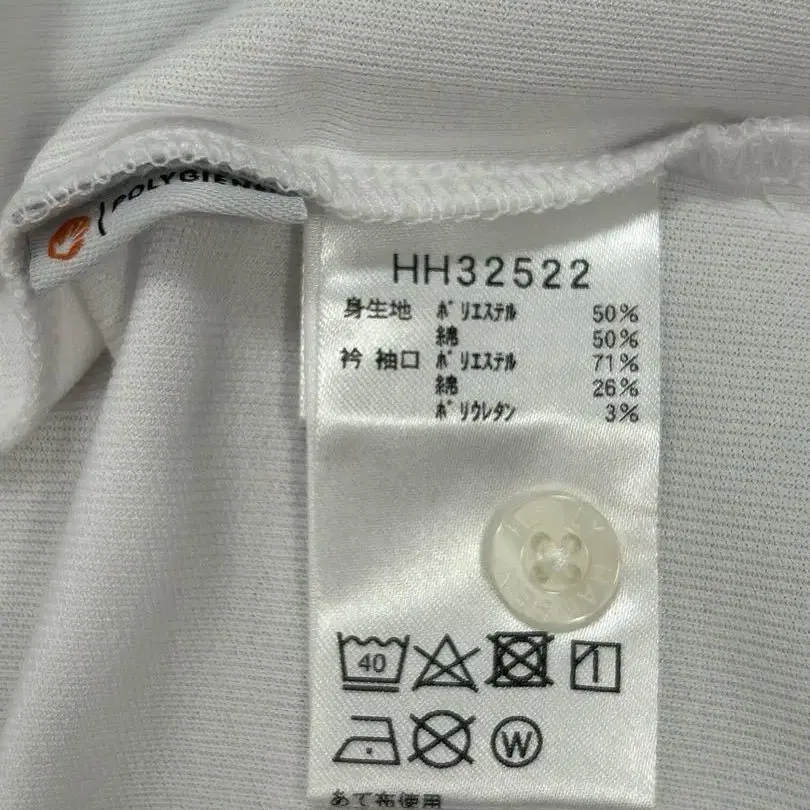 POLYGIENE
HH32522
身生地 ポリエステル 50%
綿 50%
衿 袖口 ポリエステル 71%
綿 26%
ポリウレタン 3%
40
W
あて布使用